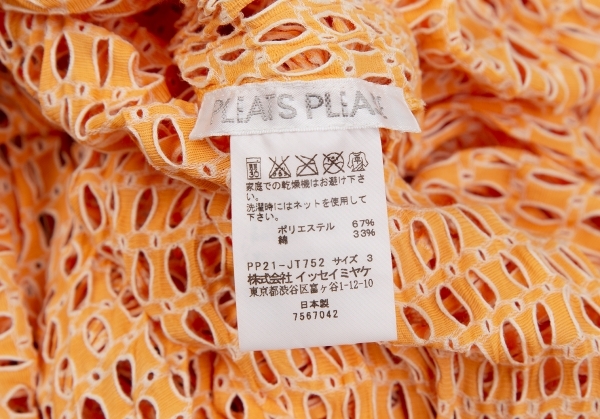 PLEATS PLEA
家庭での乾燥機はお避け下さ
い。
洗濯時にはネットを使用して
下さい。
ポリエステル 67%
綿 33%
PP21-JT752 サイズ 3
株式会社 イッセイミヤケ
東京都渋谷区富ヶ谷1-12-10
日本製
7567042